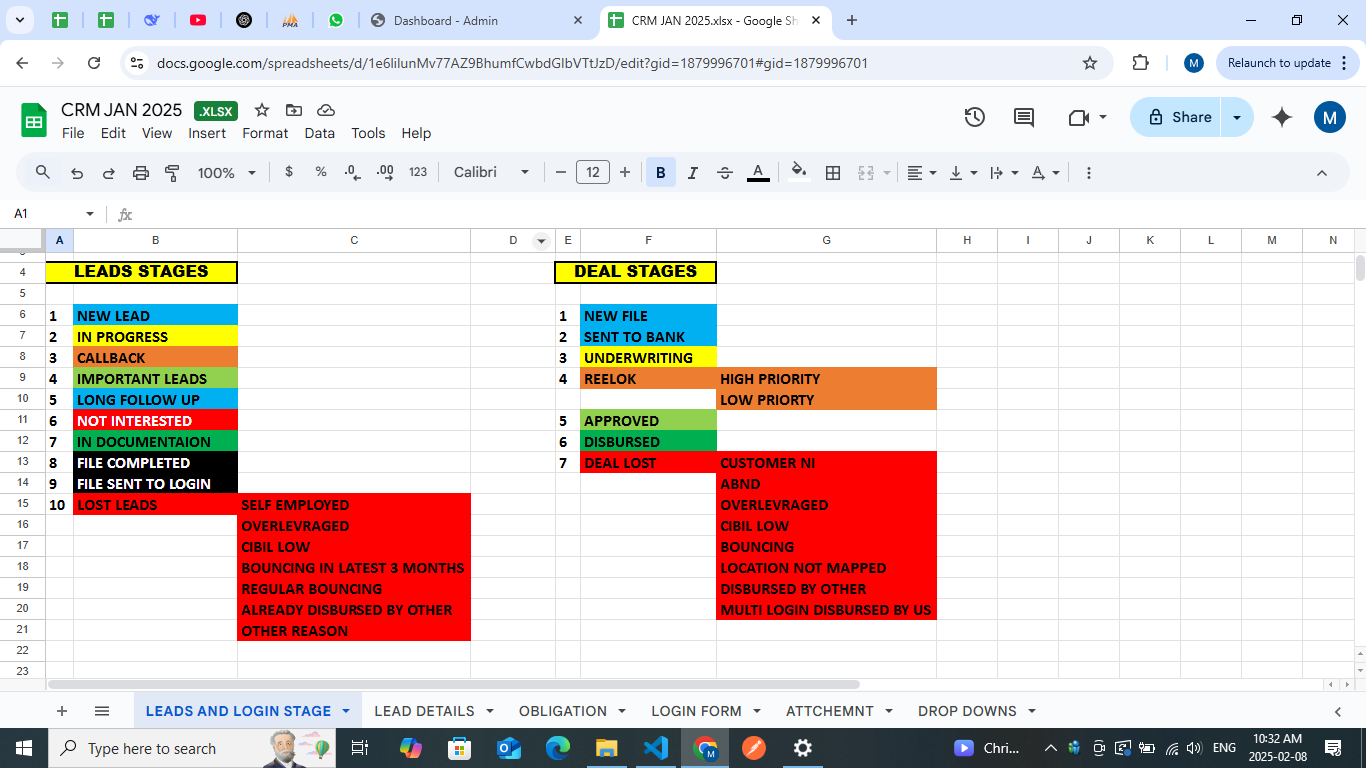 Dashboard - Admin
CRM JAN 2025.xlsx - Google Sh
docs.google.com/spreadsheets/d/1e6IilunMv77AZ9BhumfCwbdGIbVTtJzD/edit?gid=1879996701#gid=1879996701
M
Relaunch to update
CRM JAN 2025 .XLSX
File Edit View Insert Format Data Tools Help
Share
M
100% $ % .0 .00 123 Calibri 12 B I S A
A1 fx
A B C D E F G H I J K L M N
4 LEADS STAGES DEAL STAGES
5
6 1 NEW LEAD 1 NEW FILE
7 2 IN PROGRESS 2 SENT TO BANK
8 3 CALLBACK 3 UNDERWRITING
9 4 IMPORTANT LEADS 4 REELOK HIGH PRIORITY
10 5 LONG FOLLOW UP LOW PRIORTY
11 6 NOT INTERESTED 5 APPROVED
12 7 IN DOCUMENTAION 6 DISBURSED
13 8 FILE COMPLETED 7 DEAL LOST CUSTOMER NI
14 9 FILE SENT TO LOGIN ABND
15 10 LOST LEADS SELF EMPLOYED OVERLEVRAGED
16 OVERLEVRAGED CIBIL LOW
17 CIBIL LOW BOUNCING
18 BOUNCING IN LATEST 3 MONTHS LOCATION NOT MAPPED
19 REGULAR BOUNCING DISBURSED BY OTHER
20 ALREADY DISBURSED BY OTHER MULTI LOGIN DISBURSED BY US
21 OTHER REASON
22
23
LEADS AND LOGIN STAGE LEAD DETAILS OBLIGATION LOGIN FORM ATTCHEMNT DROP DOWNS
Type here to search
Chri...
ENG
10:32 AM
2025-02-08